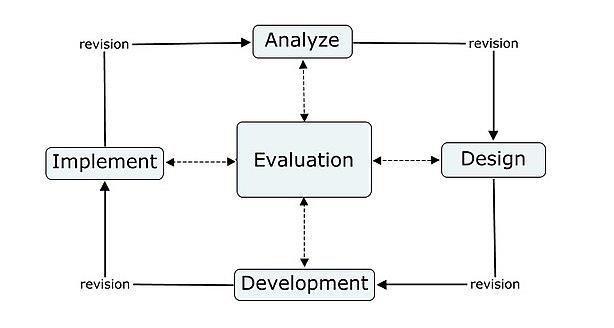 Analyze
revision
revision
Implement
Evaluation
Design
revision
Development
revision